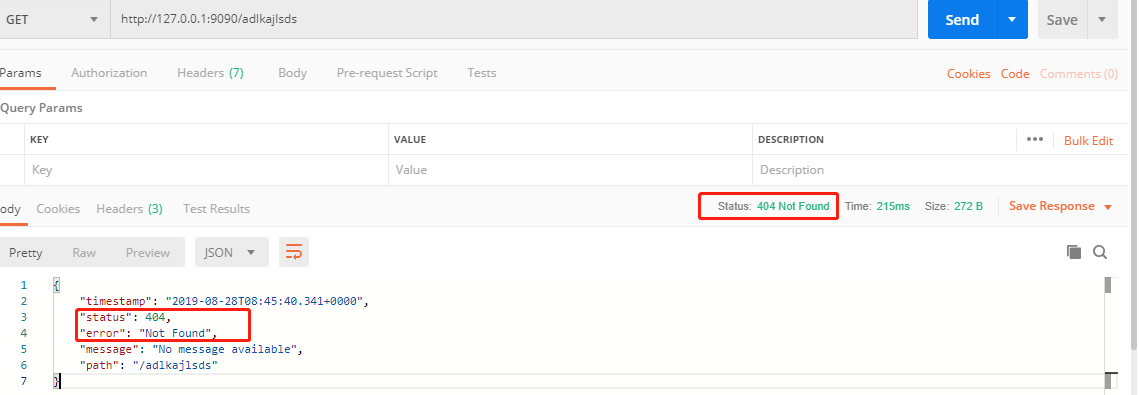 GET http://127.0.0.1:9090/adlkajlsds Send Save
Params Authorization Headers (7) Body Pre-request Script Tests Cookies Code Comments (0)
Query Params
KEY VALUE DESCRIPTION ••• Bulk Edit
Key Value Description
ody Cookies Headers (3) Test Results Status: 404 Not Found Time: 215ms Size: 272 B Save Response
Pretty Raw Preview JSON
1 {
2 "timestamp": "2019-08-28T08:45:40.341+0000",
3 "status": 404,
4 "error": "Not Found",
5 "message": "No message available",
6 "path": "/adlkajlsds"
7 }